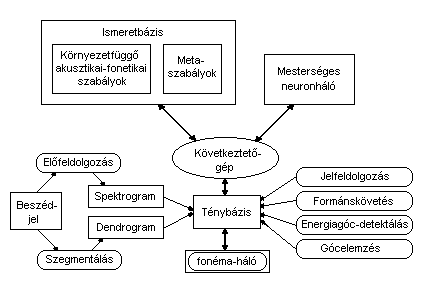 Ismeretbázis
Környezetfüggő
akusztikai-fonetikai
szabályok
Meta-
szabályok
Mesterséges
neuronháló
Következtető-
gép
Előfeldolgozás
Beszéd-
jel
Spektrogram
Dendrogram
Szegmentálás
Ténybázis
fonéma-háló
Jelfeldolgozás
Formánskövetés
Energiagóc-detektálás
Gócelemzés